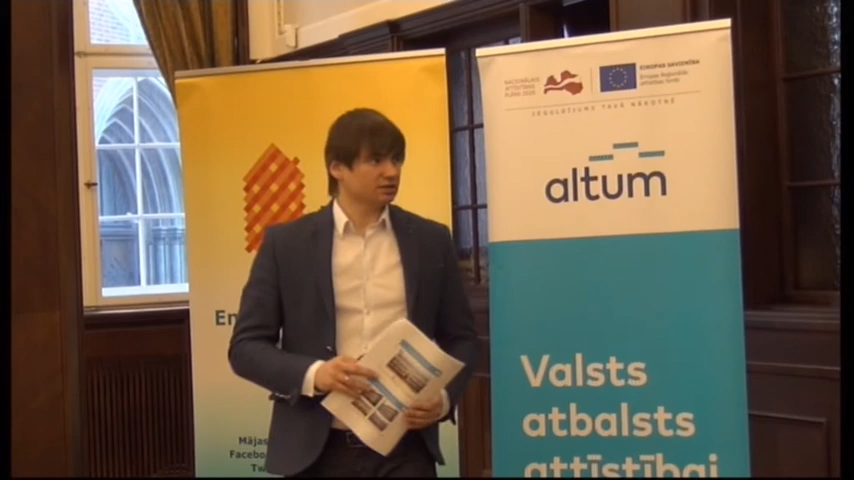 NACIONĀLAIS
ATTĪSTĪBAS
PLĀNS 2020
EIROPAS SAVIENĪBA
Eiropas Reģionālās
attīstības fonds
IEGULDĪJUMS TAVĀ NĀKOTNĒ
altum
Valsts
atbalsts
attīstībai
En
Mājas
Facebo
Tw